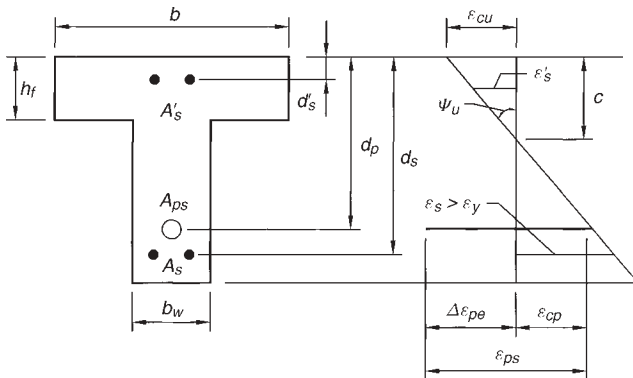 b
ε_cu
h_f
d'_s
ε'_s
c
A'_s
Ψ_u
d_p
d_s
A_ps
ε_s > ε_y
A_s
b_w
Δε_pe
ε_cp
ε_ps